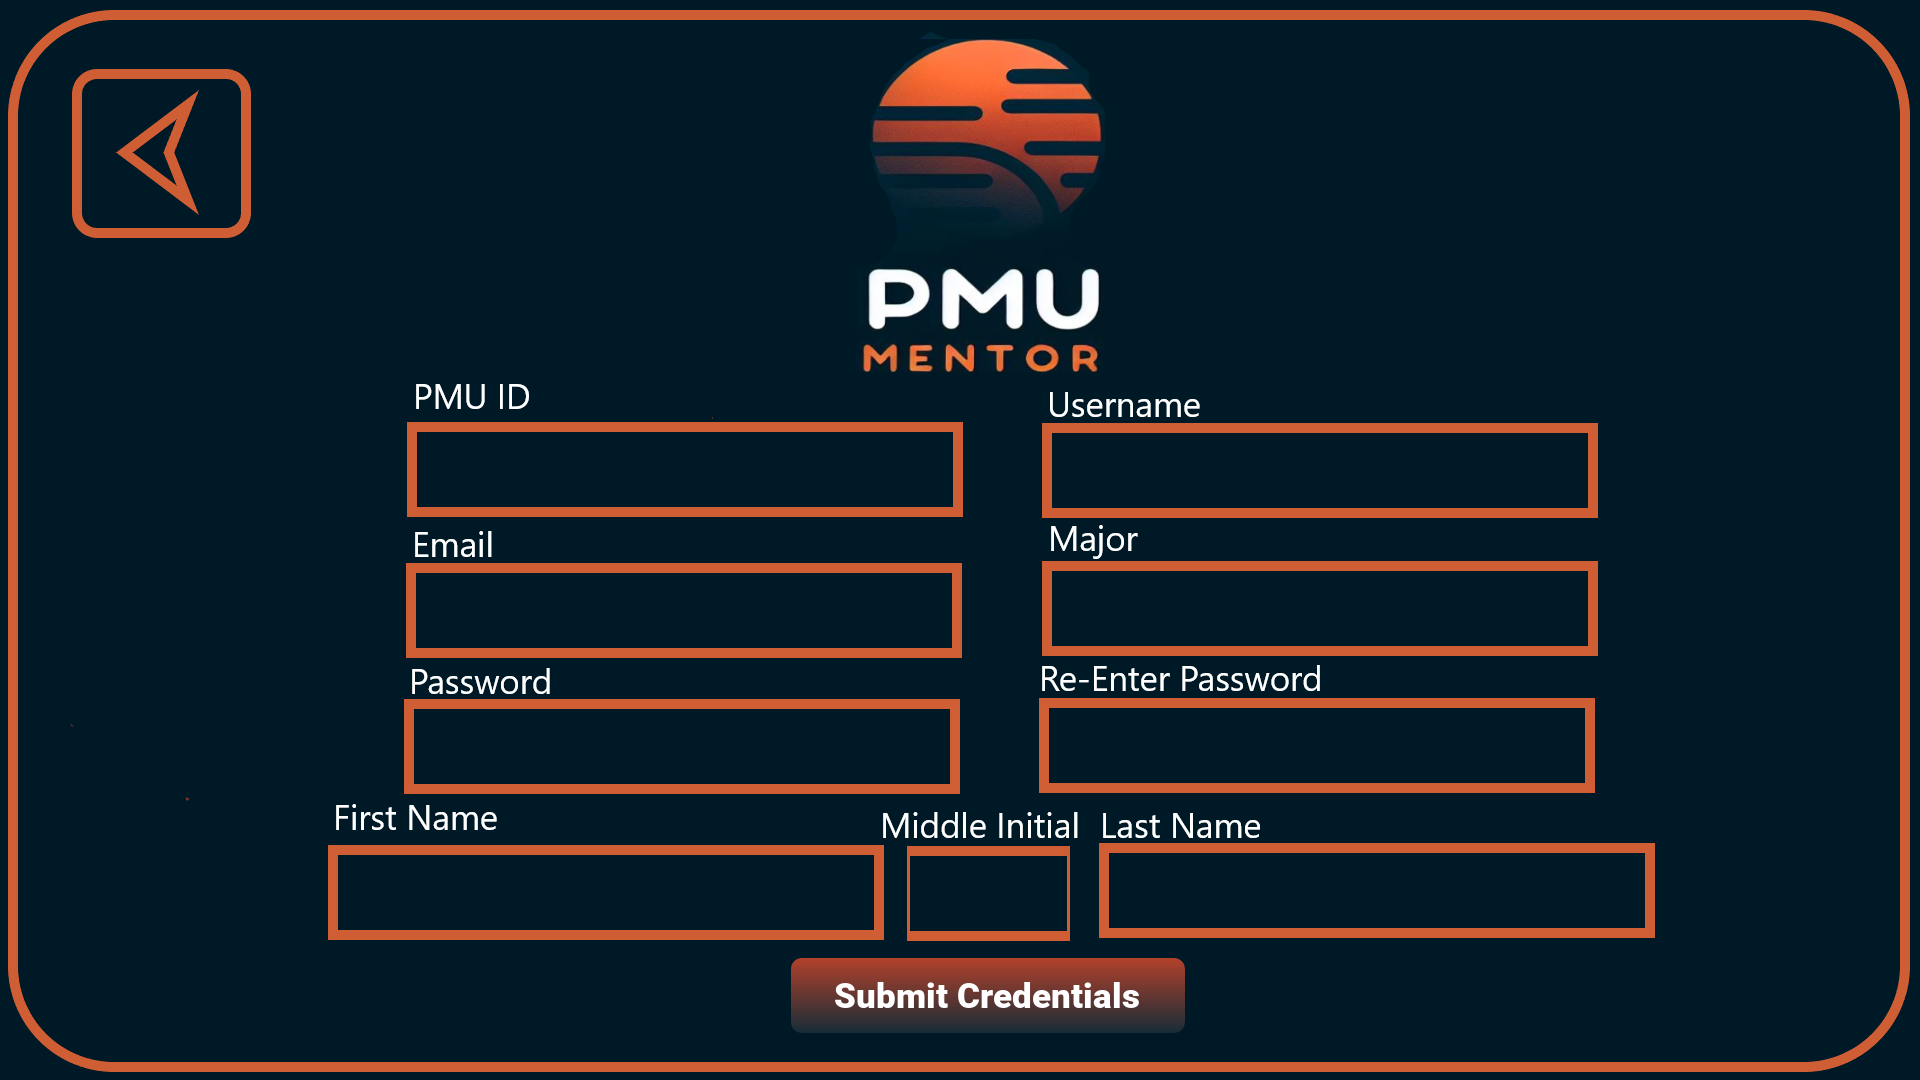 PMU
MENTOR
PMU ID
Username
Email
Major
Password
Re-Enter Password
First Name
Middle Initial
Last Name
Submit Credentials